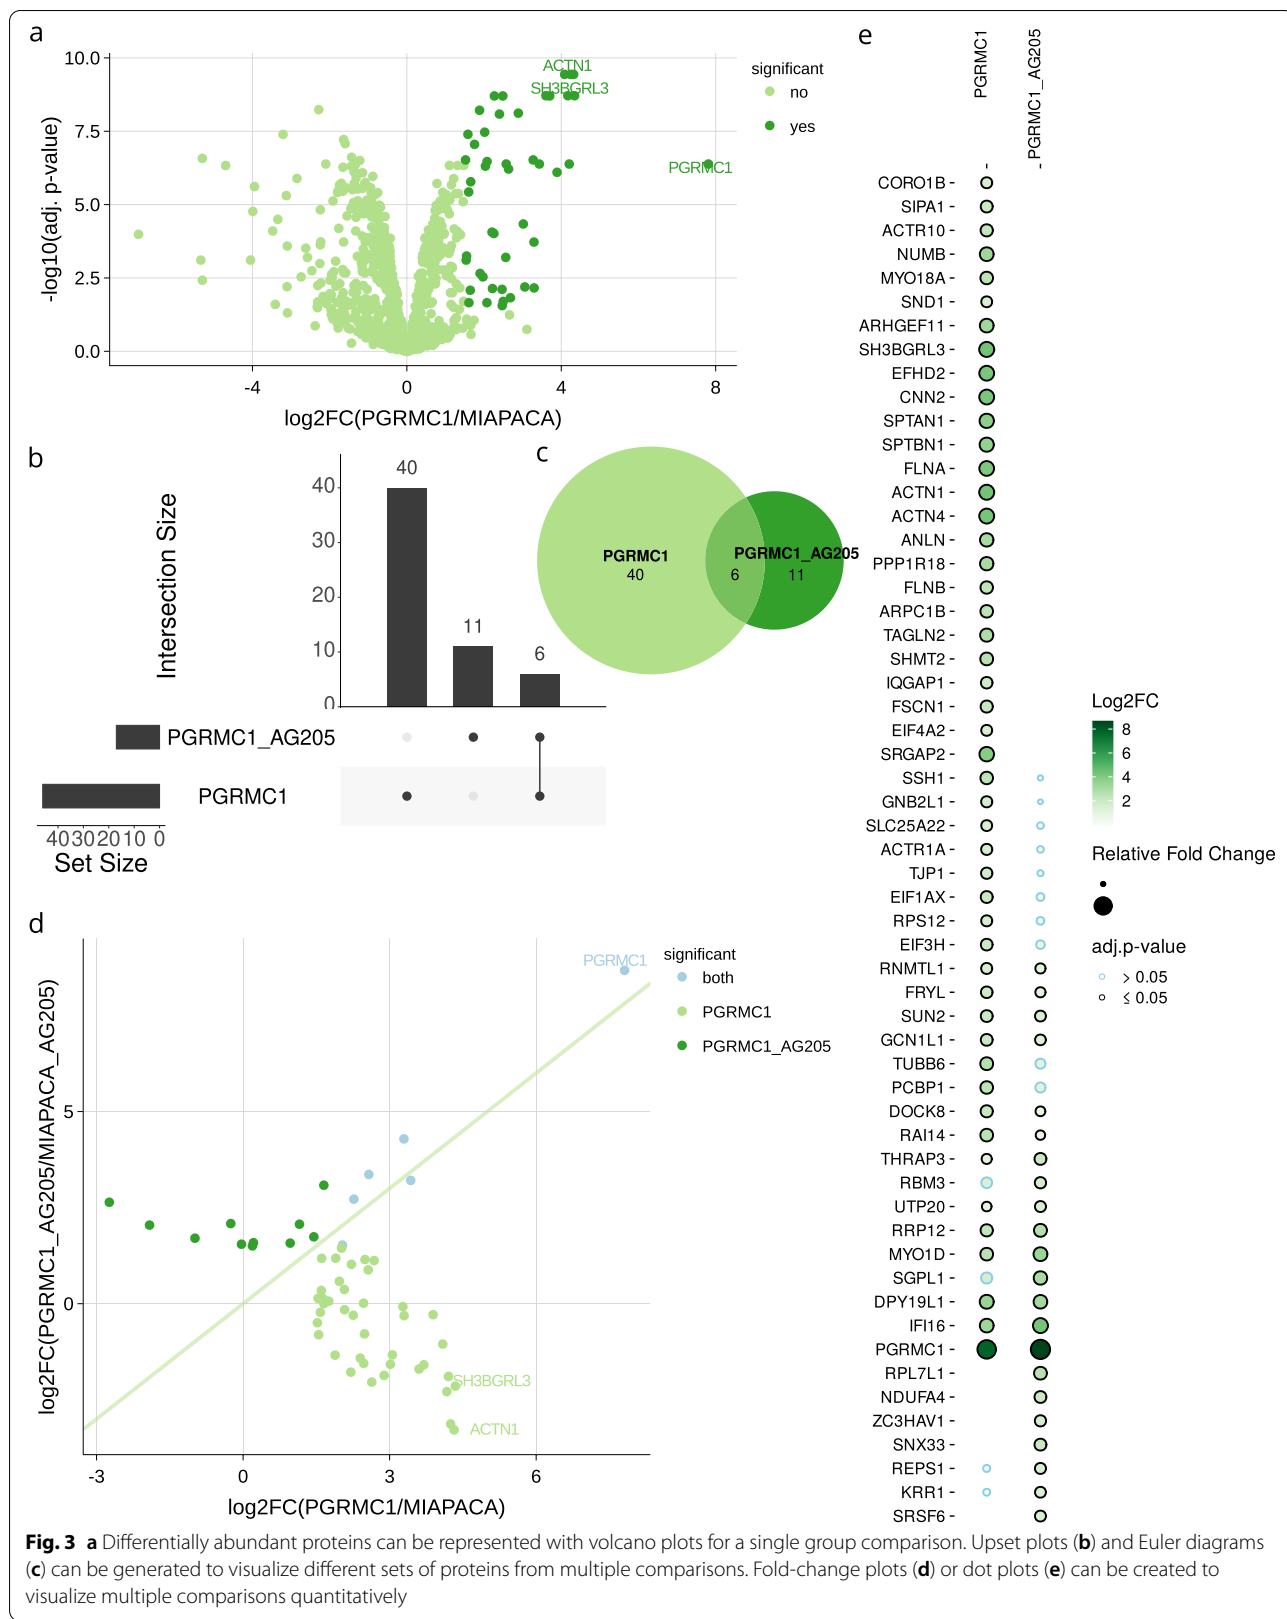 a
10.0
7.5
5.0
2.5
0.0
-log10(adj. p-value)
-4
0
4
8
log2FC(PGRMC1/MIAPACA)
ACTN1
SH3BGRL3
PGRMC1
significant
no
yes
b
Intersection Size
40
30
20
10
0
40
11
6
PGRMC1_AG205
PGRMC1
40 30 20 10 0
Set Size
c
PGRMC1
40
6
PGRMC1_AG205
11
d
log2FC(PGRMC1_AG205/MIAPACA_AG205)
5
0
-3
0
3
6
log2FC(PGRMC1/MIAPACA)
PGRMC1
SH3BGRL3
ACTN1
significant
both
PGRMC1
PGRMC1_AG205
e
PGRMC1
PGRMC1_AG205
CORO1B
SIPA1
ACTR10
NUMB
MYO18A
SND1
ARHGEF11
SH3BGRL3
EFHD2
CNN2
SPTAN1
SPTBN1
FLNA
ACTN1
ACTN4
ANLN
PPP1R18
FLNB
ARPC1B
TAGLN2
SHMT2
IQGAP1
FSCN1
EIF4A2
SRGAP2
SSH1
GNB2L1
SLC25A22
ACTR1A
TJP1
EIF1AX
RPS12
EIF3H
RNMTL1
FRYL
SUN2
GCN1L1
TUBB6
PCBP1
DOCK8
RAI14
THRAP3
RBM3
UTP20
RRP12
MYO1D
SGPL1
DPY19L1
IFI16
PGRMC1
RPL7L1
NDUFA4
ZC3HAV1
SNX33
REPS1
KRR1
SRSF6
Log2FC
8
6
4
2
Relative Fold Change
adj.p-value
> 0.05
≤ 0.05
Fig. 3 a Differentially abundant proteins can be represented with volcano plots for a single group comparison. Upset plots (b) and Euler diagrams
(c) can be generated to visualize different sets of proteins from multiple comparisons. Fold-change plots (d) or dot plots (e) can be created to
visualize multiple comparisons quantitatively